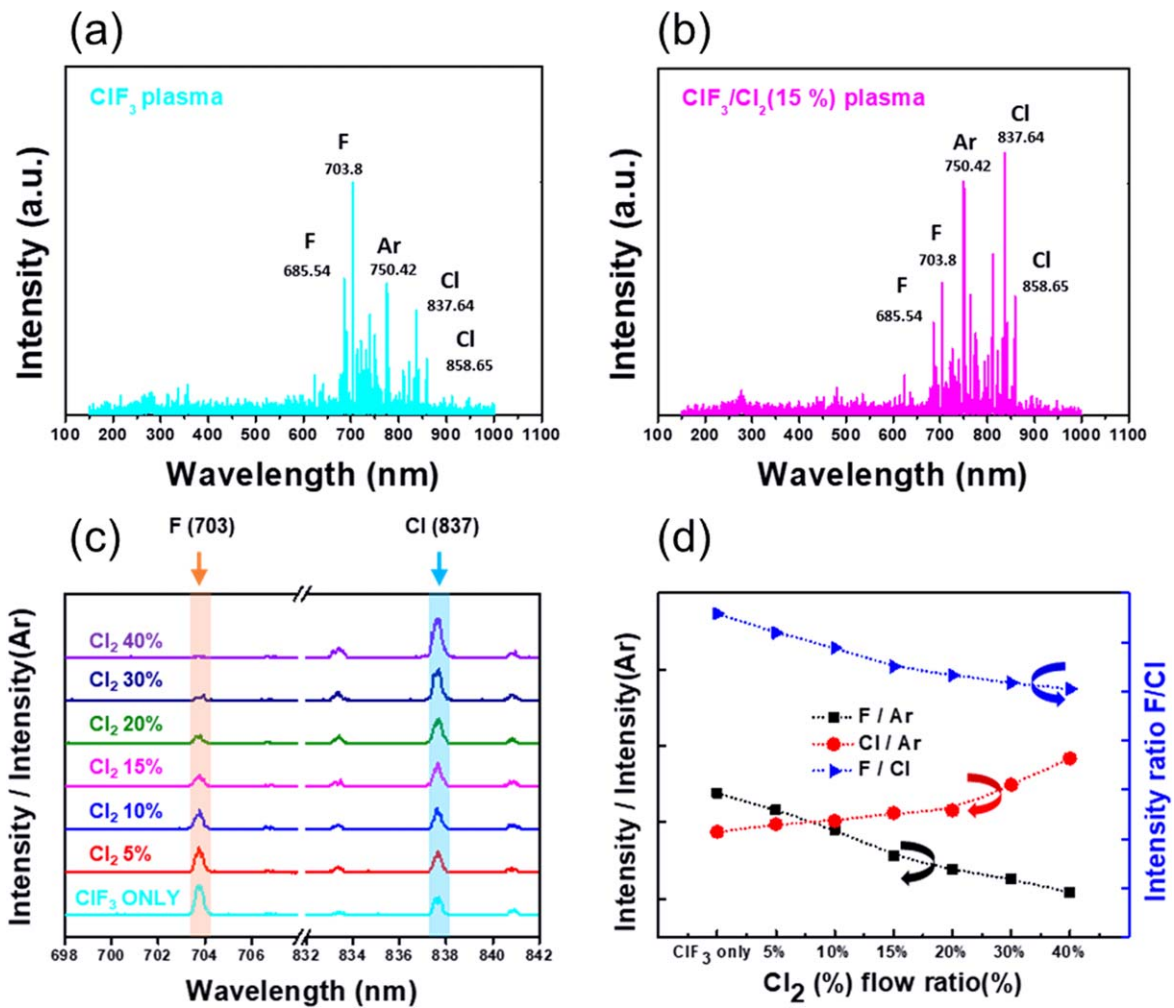 (a)
ClF₃ plasma
F
703.8
F
685.54
Ar
750.42
Cl
837.64
Cl
858.65
Intensity (a.u.)
100 200 300 400 500 600 700 800 900 1000 1100
Wavelength (nm)
(b)
ClF₃/Cl₂(15 %) plasma
Cl
837.64
Ar
750.42
F
703.8
Cl
858.65
F
685.54
Intensity (a.u.)
100 200 300 400 500 600 700 800 900 1000 1100
Wavelength (nm)
(c)
F (703)
Cl (837)
Cl₂ 40%
Cl₂ 30%
Cl₂ 20%
Cl₂ 15%
Cl₂ 10%
Cl₂ 5%
ClF₃ ONLY
Intensity / Intensity(Ar)
698 700 702 704 706 832 834 836 838 840 842
Wavelength (nm)
(d)
F / Ar
Cl / Ar
F / Cl
Intensity / Intensity(Ar)
Intensity ratio F/Cl
ClF₃ only 5% 10% 15% 20% 30% 40%
Cl₂ (%) flow ratio(%)